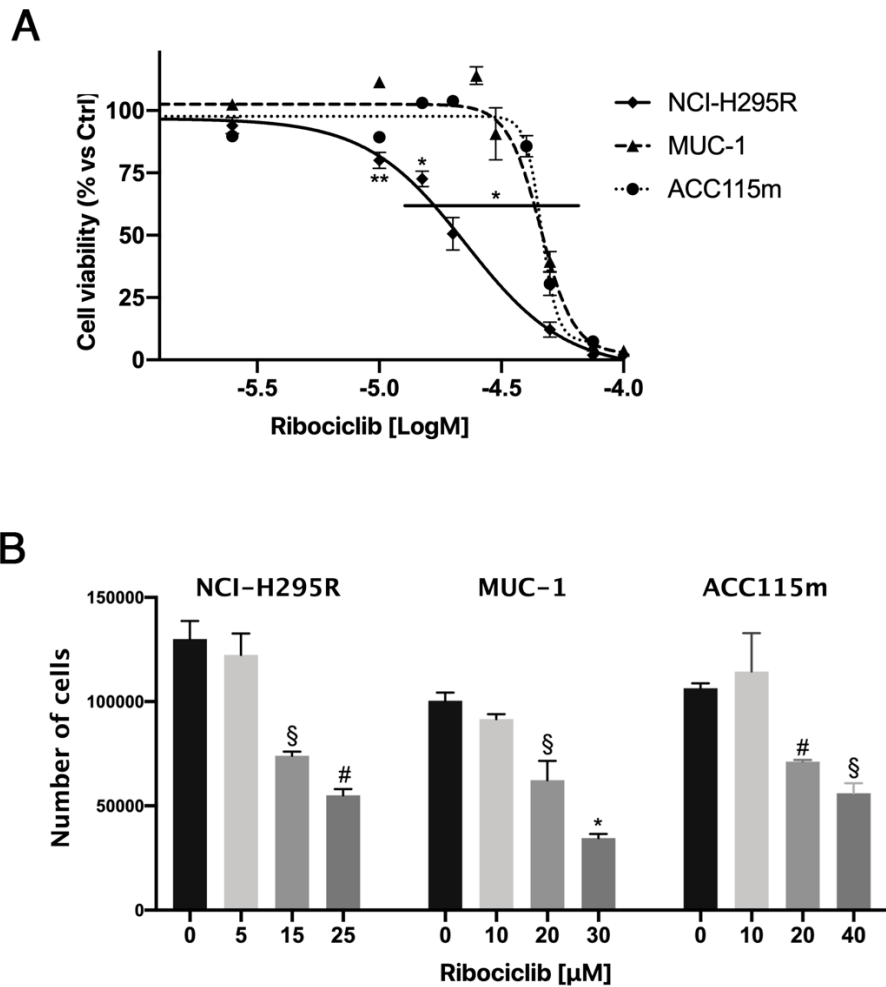 A
Cell viability (% vs Ctrl)
100
75
50
25
0
**
*
*
-5.5 -5.0 -4.5 -4.0
Ribociclib [LogM]
NCI-H295R
MUC-1
ACC115m
B
NCI-H295R MUC-1 ACC115m
Number of cells
150000
100000
50000
0
§ # § * # §
0 5 15 25 0 10 20 30 0 10 20 40
Ribociclib [µM]